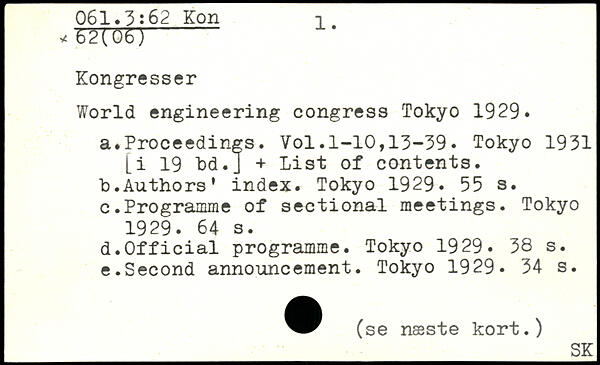 061.3:62 Kon
1.
× 62(06)
Kongresser
World engineering congress Tokyo 1929.
a.Proceedings. Vol.1-10,13-39. Tokyo 1931
[i 19 bd.] + List of contents.
b.Authors' index. Tokyo 1929. 55 s.
c.Programme of sectional meetings. Tokyo
1929. 64 s.
d.Official programme. Tokyo 1929. 38 s.
e.Second announcement. Tokyo 1929. 34 s.
(se næste kort.)
SK